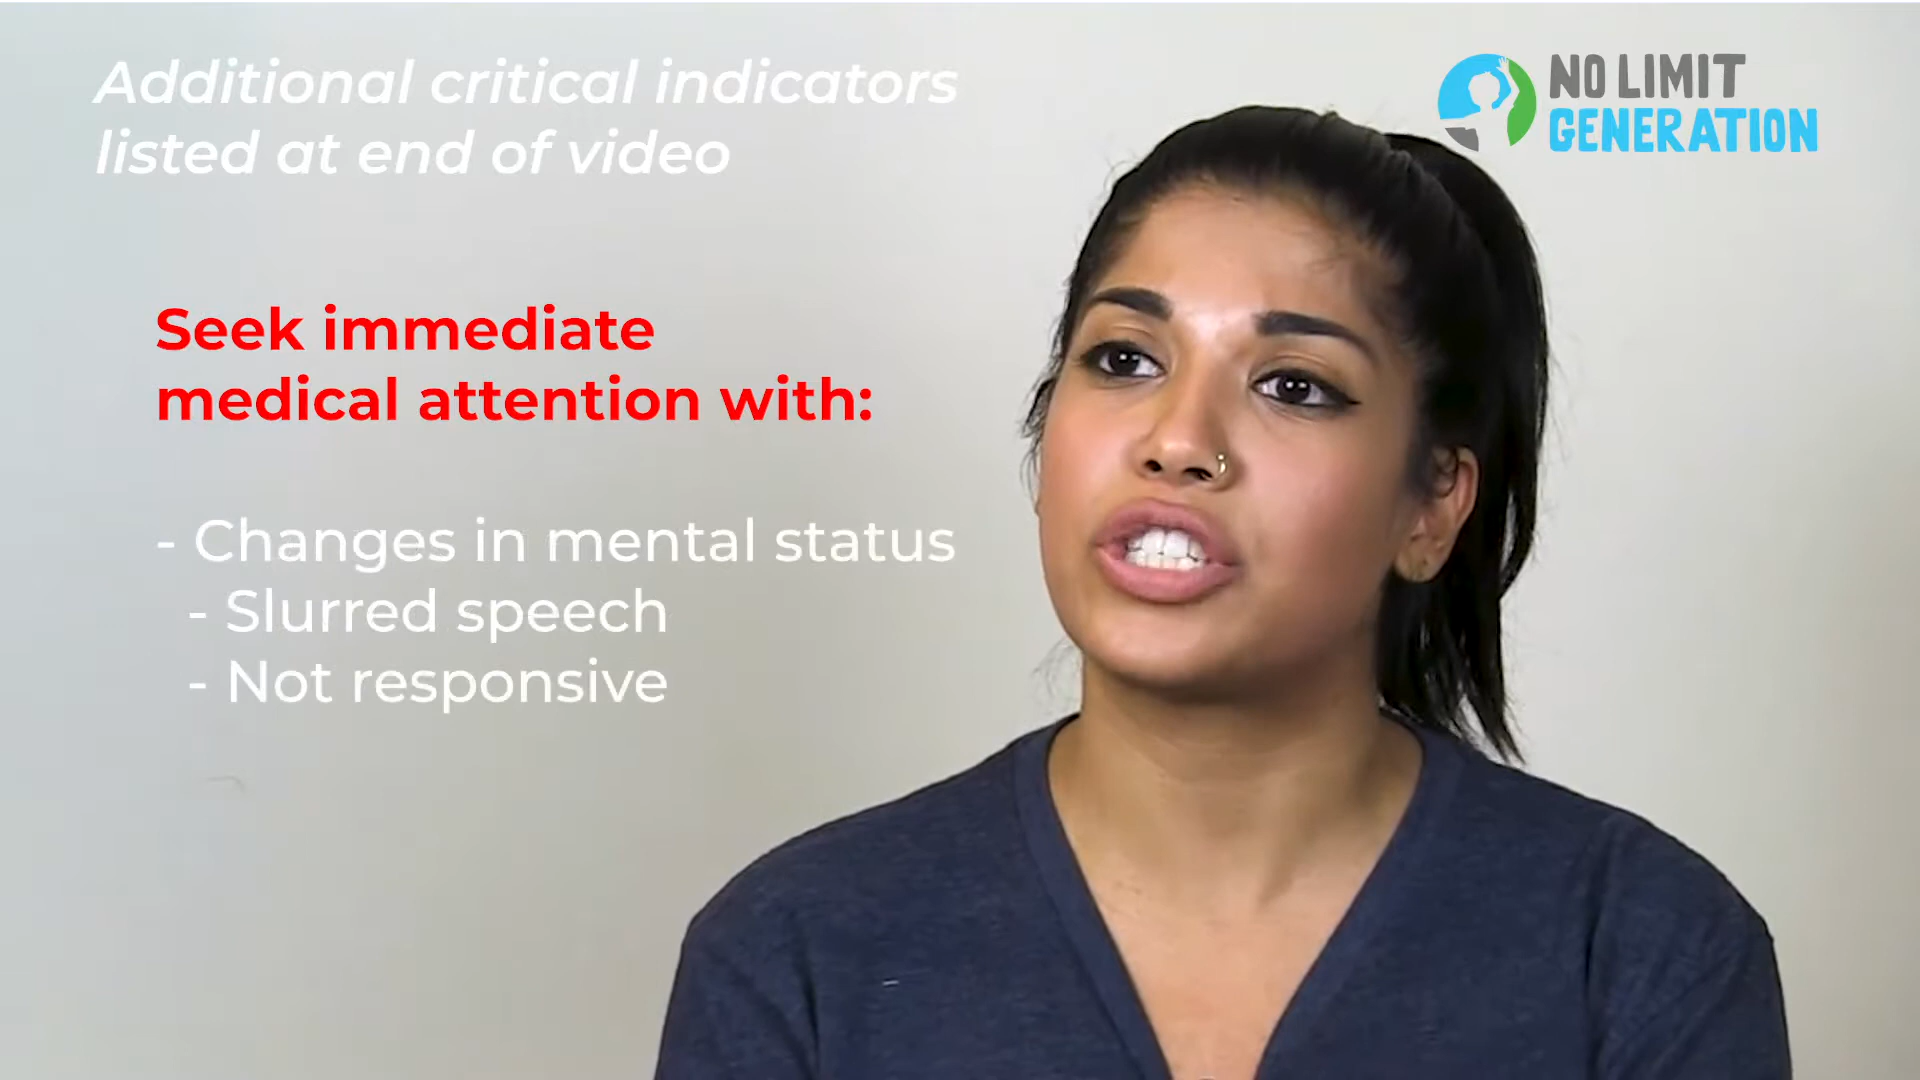 Additional critical indicators
listed at end of video
NO LIMIT
GENERATION
Seek immediate
medical attention with:
- Changes in mental status
- Slurred speech
- Not responsive